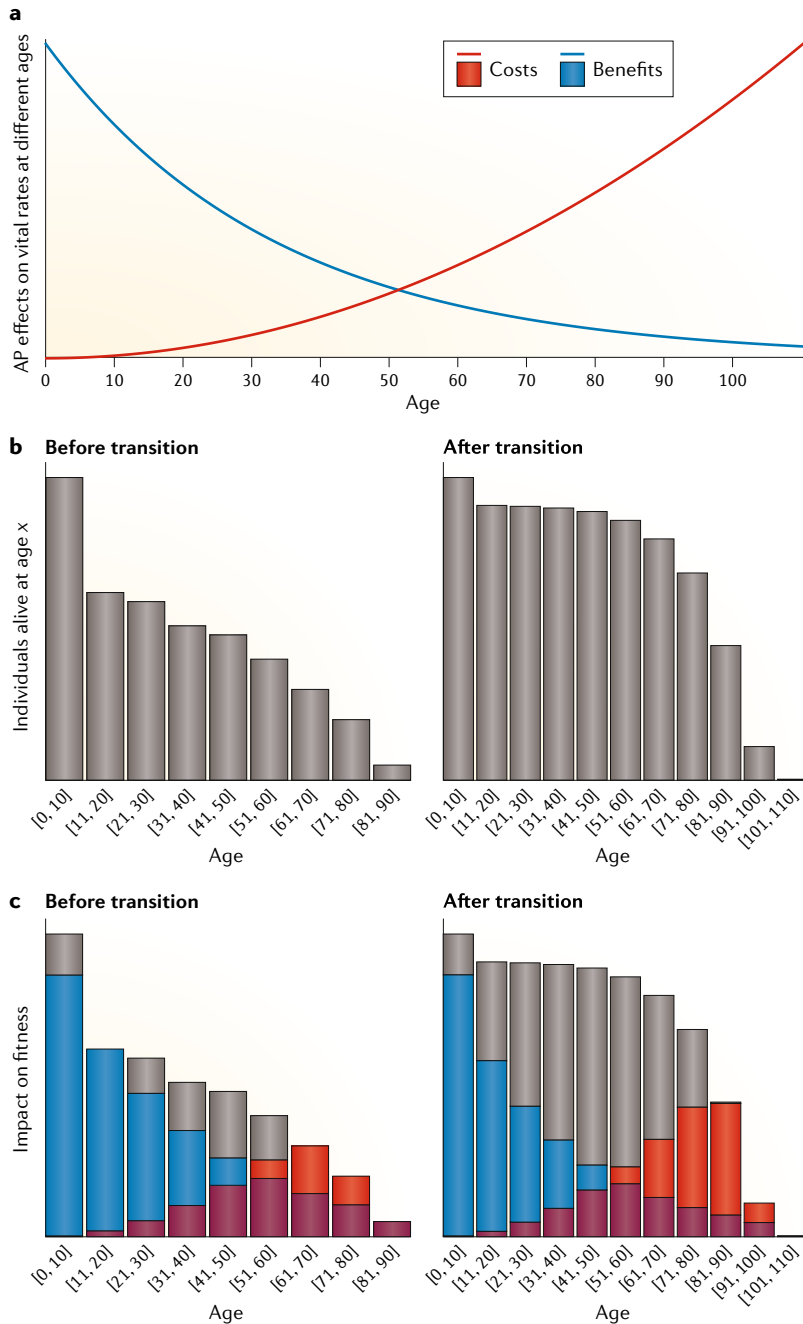 a
AP effects on vital rates at different ages
Costs
Benefits
0 10 20 30 40 50 60 70 80 90 100
Age
b
Before transition
After transition
Individuals alive at age x
[0, 10] [11, 20] [21, 30] [31, 40] [41, 50] [51, 60] [61, 70] [71, 80] [81, 90]
[0, 10] [11, 20] [21, 30] [31, 40] [41, 50] [51, 60] [61, 70] [71, 80] [81, 90] [91, 100] [101, 110]
Age
Age
c
Before transition
After transition
Impact on fitness
[0, 10] [11, 20] [21, 30] [31, 40] [41, 50] [51, 60] [61, 70] [71, 80] [81, 90]
[0, 10] [11, 20] [21, 30] [31, 40] [41, 50] [51, 60] [61, 70] [71, 80] [81, 90] [91, 100] [101, 110]
Age
Age